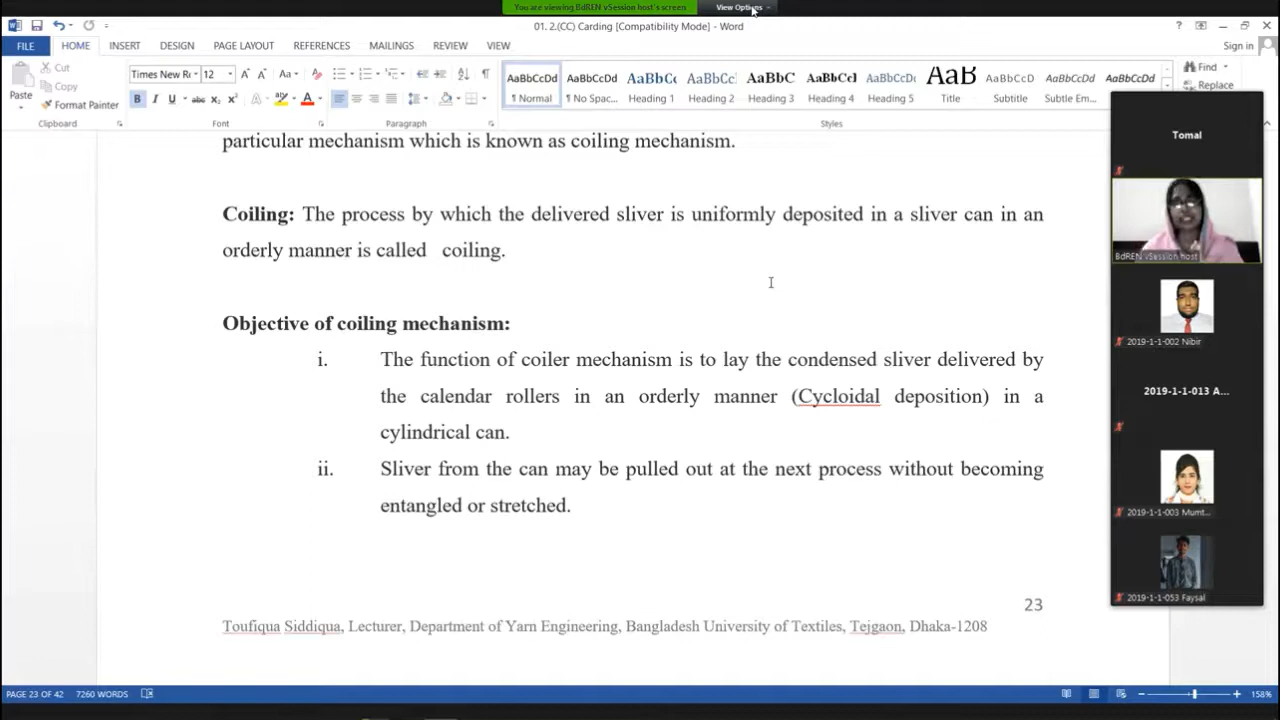 You are viewing BdREN vSession host's screen
View Options
01. 2.(CC) Carding [Compatibility Mode] - Word
FILE HOME INSERT DESIGN PAGE LAYOUT REFERENCES MAILINGS REVIEW VIEW
Sign in
Paste
Cut
Copy
Format Painter
Times New Ro
12
Clipboard
Font
Paragraph
AaBbCcDd
¶ Normal
AaBbCcDd
¶ No Spac...
AaBbC(
Heading 1
AaBbCc
Heading 2
AaBbC
Heading 3
AaBbCcl
Heading 4
AaBbCcDd
Heading 5
AaB
Title
AaBbCcD
Subtitle
AaBbCcDd
Subtle Em...
AaBbCcDd
Styles
Find
Replace
particular mechanism which is known as coiling mechanism.
Coiling: The process by which the delivered sliver is uniformly deposited in a sliver can in an
orderly manner is called coiling.
Objective of coiling mechanism:
i. The function of coiler mechanism is to lay the condensed sliver delivered by
the calendar rollers in an orderly manner (Cycloidal deposition) in a
cylindrical can.
ii. Sliver from the can may be pulled out at the next process without becoming
entangled or stretched.
23
Toufiqua Siddiqua, Lecturer, Department of Yarn Engineering, Bangladesh University of Textiles, Tejgaon, Dhaka-1208
Tomal
BdREN vSession host
2019-1-1-002 Nibir
2019-1-1-013 A...
2019-1-1-003 Mumt...
2019-1-1-053 Faysal
PAGE 23 OF 42 7260 WORDS
158%